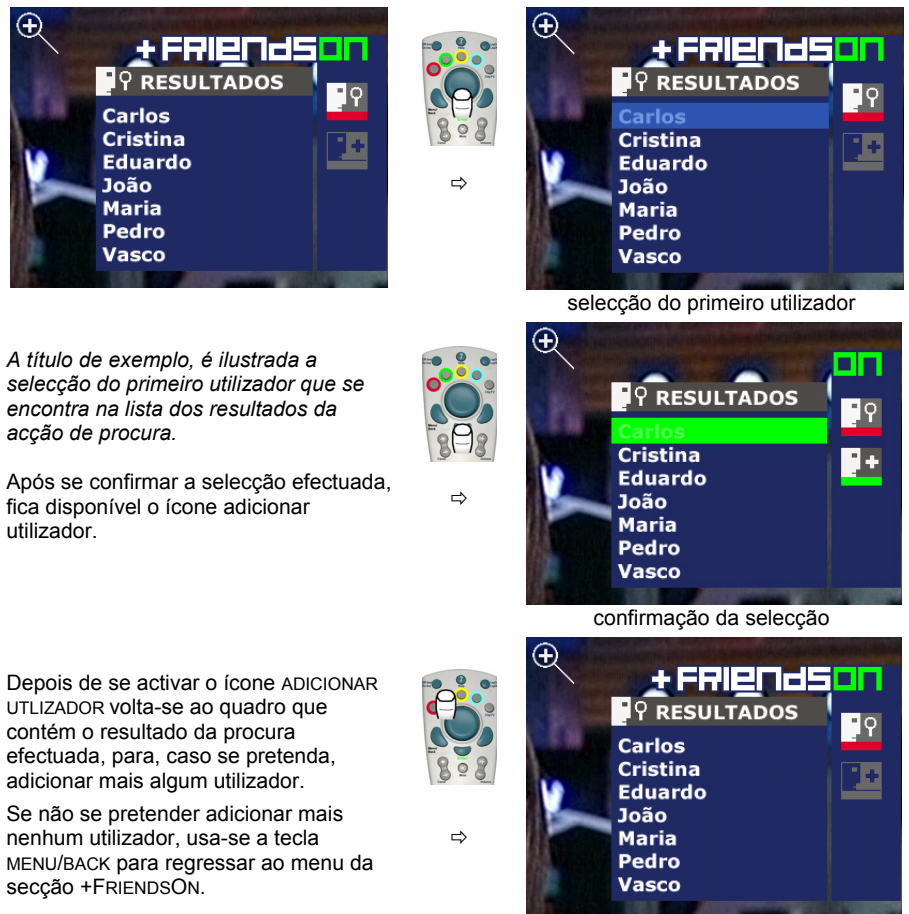 +FRIENDSON
RESULTADOS
Carlos
Cristina
Eduardo
João
Maria
Pedro
Vasco
⇨
+FRIENDSON
RESULTADOS
Carlos
Cristina
Eduardo
João
Maria
Pedro
Vasco
selecção do primeiro utilizador
A título de exemplo, é ilustrada a
selecção do primeiro utilizador que se
encontra na lista dos resultados da
acção de procura.
Após se confirmar a selecção efectuada,
fica disponível o ícone adicionar
utilizador.
⇨
ON
RESULTADOS
Carlos
Cristina
Eduardo
João
Maria
Pedro
Vasco
confirmação da selecção
Depois de se activar o ícone ADICIONAR
UTLIZADOR volta-se ao quadro que
contém o resultado da procura
efectuada, para, caso se pretenda,
adicionar mais algum utilizador.
Se não se pretender adicionar mais
nenhum utilizador, usa-se a tecla
MENU/BACK para regressar ao menu da
secção +FRIENDSON.
⇨
+FRIENDSON
RESULTADOS
Carlos
Cristina
Eduardo
João
Maria
Pedro
Vasco